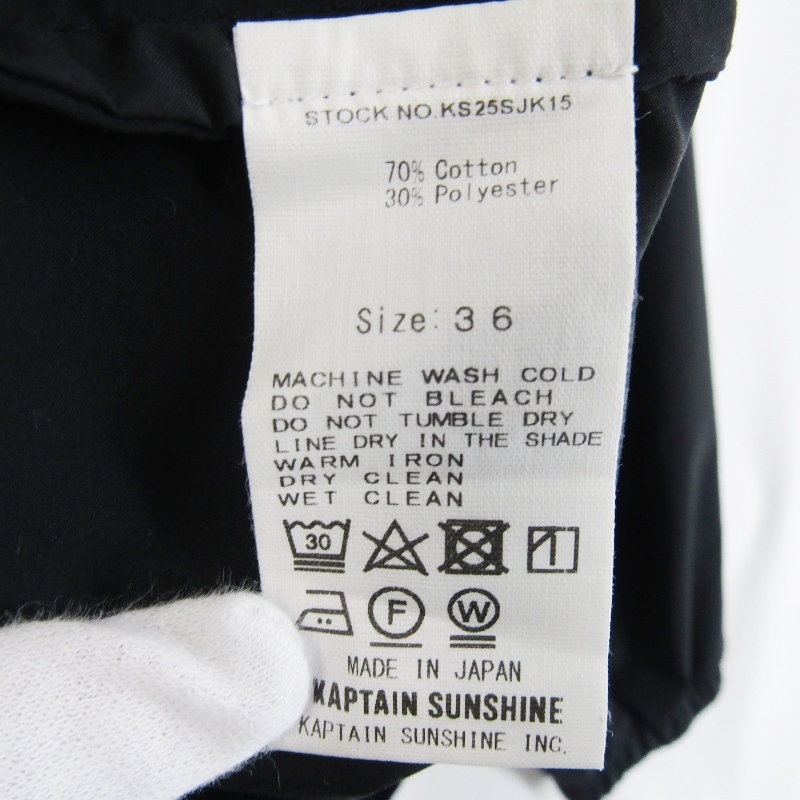 STOCK NO.KS25SJK15
70% Cotton
30% Polyester
Size: 36
MACHINE WASH COLD
DO NOT BLEACH
DO NOT TUMBLE DRY
LINE DRY IN THE SHADE
WARM IRON
DRY CLEAN
WET CLEAN
30
F W
MADE IN JAPAN
KAPTAIN SUNSHINE
KAPTAIN SUNSHINE INC.